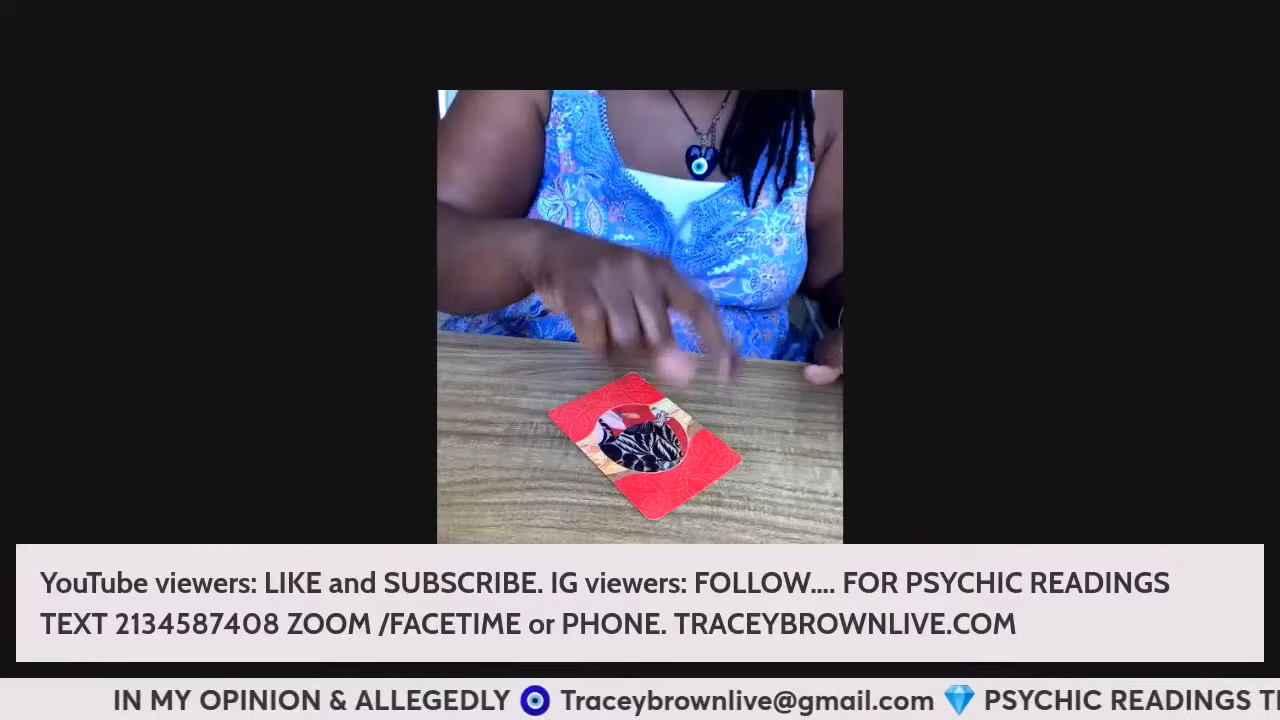 YouTube viewers: LIKE and SUBSCRIBE. IG viewers: FOLLOW.... FOR PSYCHIC READINGS
TEXT 2134587408 ZOOM /FACETIME or PHONE. TRACEYBROWNLIVE.COM
IN MY OPINION & ALLEGEDLY 🧿 Traceybrownlive@gmail.com 💎 PSYCHIC READINGS